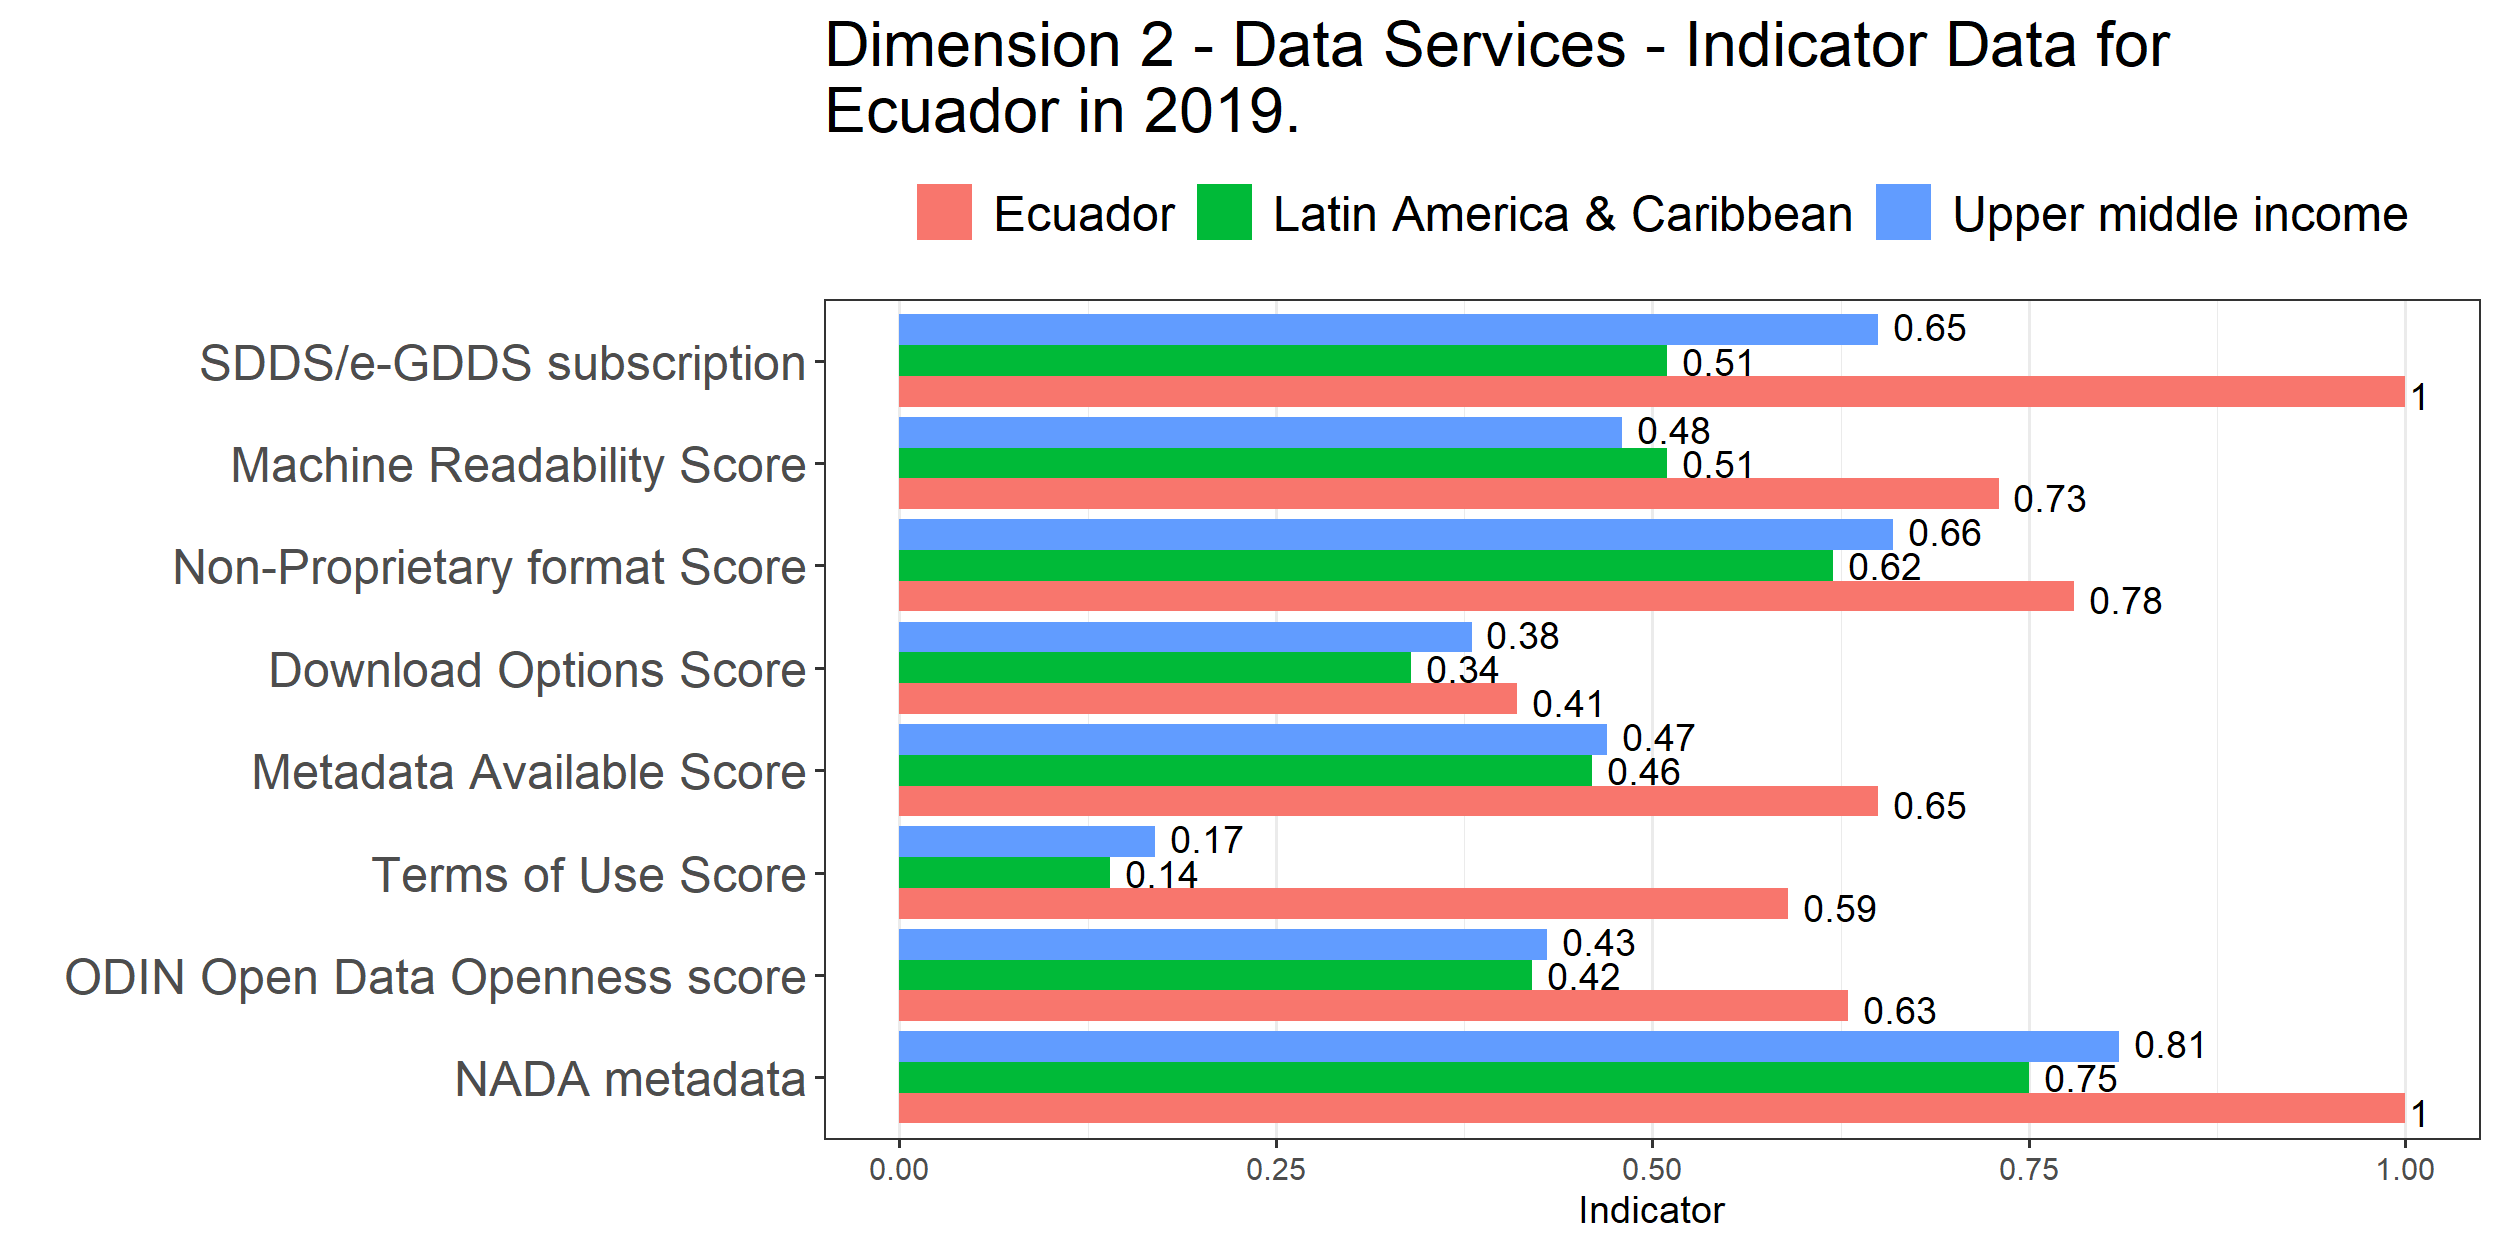 Dimension 2 - Data Services - Indicator Data for
Ecuador in 2019.
Ecuador Latin America & Caribbean Upper middle income
SDDS/e-GDDS subscription
0.65
0.51
1
Machine Readability Score
0.48
0.51
0.73
Non-Proprietary format Score
0.66
0.62
0.78
Download Options Score
0.38
0.34
0.41
Metadata Available Score
0.47
0.46
0.65
Terms of Use Score
0.17
0.14
0.59
ODIN Open Data Openness score
0.43
0.42
0.63
NADA metadata
0.81
0.75
1
0.00 0.25 0.50 0.75 1.00
Indicator